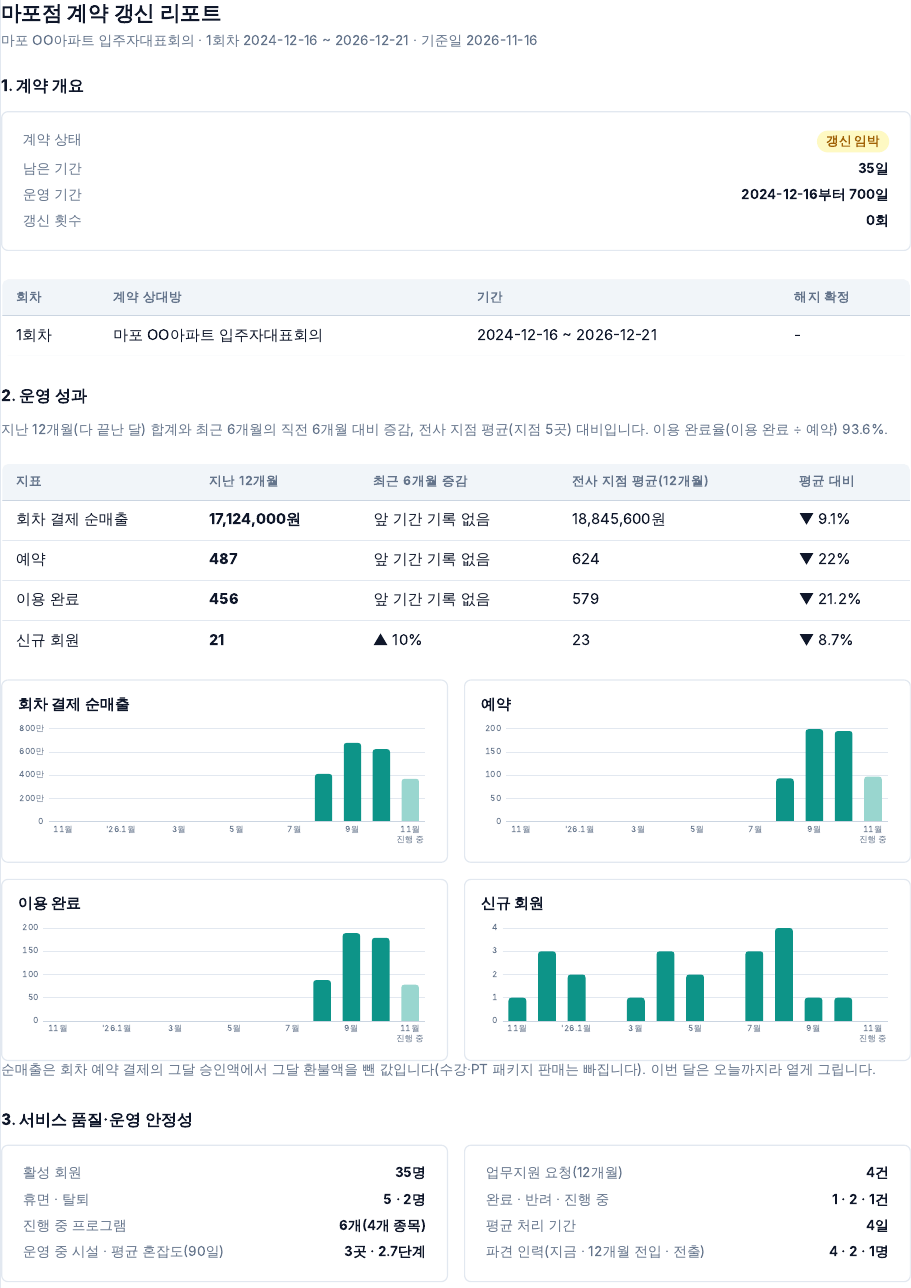 마포점 계약 갱신 리포트
마포 OO아파트 입주자대표회의 · 1회차 2024-12-16 ~ 2026-12-21 · 기준일 2026-11-16
1. 계약 개요
계약 상태 갱신 임박
남은 기간 35일
운영 기간 2024-12-16부터 700일
갱신 횟수 0회
회차 계약 상대방 기간 해지 확정
1회차 마포 OO아파트 입주자대표회의 2024-12-16 ~ 2026-12-21 -
2. 운영 성과
지난 12개월(다 끝난 달) 합계와 최근 6개월의 직전 6개월 대비 증감, 전사 지점 평균(지점 5곳) 대비입니다. 이용 완료율(이용 완료 ÷ 예약) 93.6%.
지표 지난 12개월 최근 6개월 증감 전사 지점 평균(12개월) 평균 대비
회차 결제 순매출 17,124,000원 앞 기간 기록 없음 18,845,600원 ▼ 9.1%
예약 487 앞 기간 기록 없음 624 ▼ 22%
이용 완료 456 앞 기간 기록 없음 579 ▼ 21.2%
신규 회원 21 ▲ 10% 23 ▼ 8.7%
회차 결제 순매출
800만
600만
400만
200만
0
11월 '26.1월 3월 5월 7월 9월 11월
진행 중
예약
200
150
100
50
0
11월 '26.1월 3월 5월 7월 9월 11월
진행 중
이용 완료
200
150
100
50
0
11월 '26.1월 3월 5월 7월 9월 11월
진행 중
신규 회원
4
3
2
1
0
11월 '26.1월 3월 5월 7월 9월 11월
진행 중
순매출은 회차 예약 결제의 그달 승인액에서 그달 환불액을 뺀 값입니다(수강·PT 패키지 판매는 빠집니다). 이번 달은 오늘까지라 옅게 그립니다.
3. 서비스 품질·운영 안정성
활성 회원 35명
휴면 · 탈퇴 5 · 2명
진행 중 프로그램 6개(4개 종목)
운영 중 시설 · 평균 혼잡도(90일) 3곳 · 2.7단계
업무지원 요청(12개월) 4건
완료 · 반려 · 진행 중 1 · 2 · 1건
평균 처리 기간 4일
파견 인력(지금 · 12개월 전입 · 전출) 4 · 2 · 1명